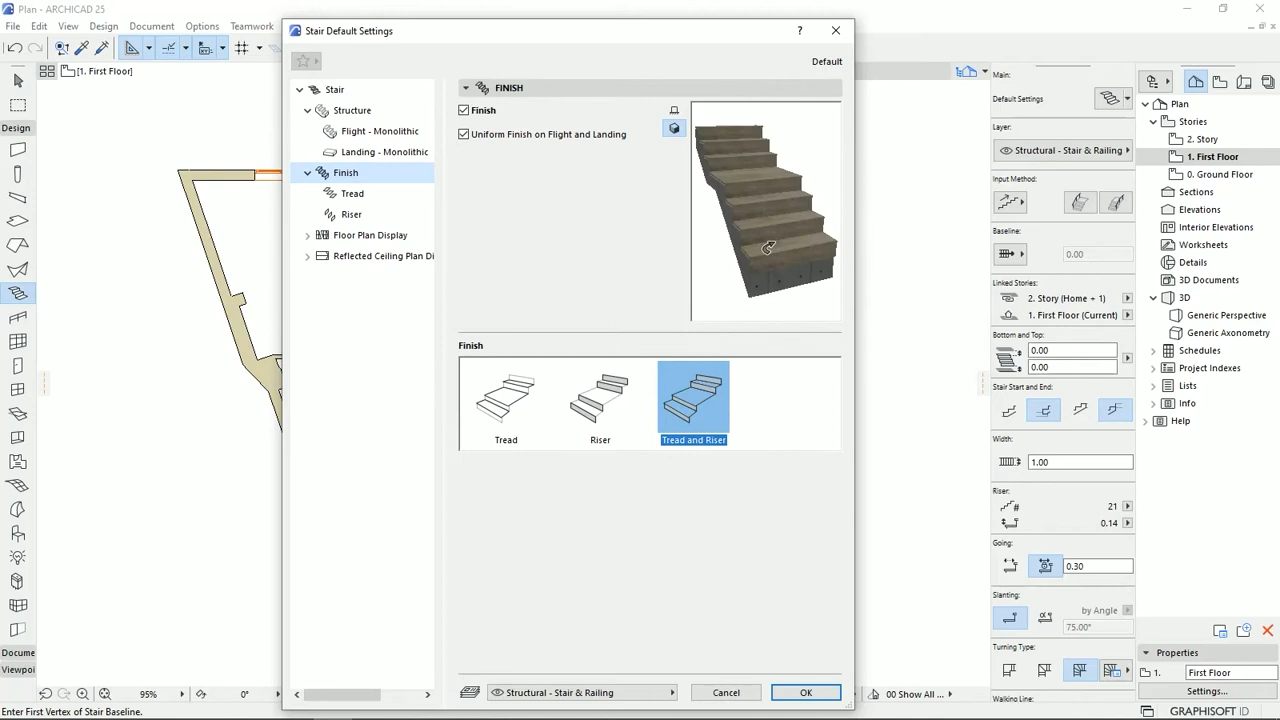 Plan - ARCHICAD 25
File Edit View Design Document Options Teamwork
[1. First Floor]
Design
Docume
Viewpoi
95%
0°
Enter First Vertex of Stair Baseline.
Stair Default Settings
?
Default
Stair
Structure
Flight - Monolithic
Landing - Monolithic
Finish
Tread
Riser
Floor Plan Display
Reflected Ceiling Plan Di
FINISH
Finish
Uniform Finish on Flight and Landing
Finish
Tread
Riser
Tread and Riser
Structural - Stair & Railing
Cancel
OK
00 Show All ...
Main:
Default Settings
Layer:
Structural - Stair & Railing
Input Method:
Baseline:
0.00
Linked Stories:
2. Story (Home + 1)
1. First Floor (Current)
Bottom and Top:
0.00
0.00
Stair Start and End:
Width:
1.00
Riser:
21
0.14
Going:
0.30
Slanting:
by Angle
75.00°
Turning Type:
Walking Line:
Plan
Stories
2. Story
1. First Floor
0. Ground Floor
Sections
Elevations
Interior Elevations
Worksheets
Details
3D Documents
3D
Generic Perspective
Generic Axonometry
Schedules
Project Indexes
Lists
Info
Help
Properties
1.
First Floor
Settings...
GRAPHISOFT ID